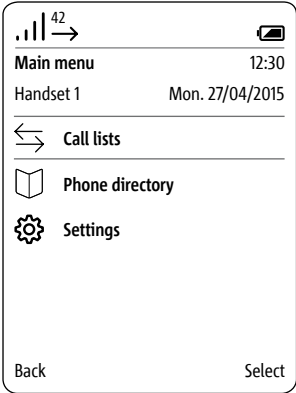 42
Main menu 12:30
Handset 1 Mon. 27/04/2015
Call lists
Phone directory
Settings
Back Select